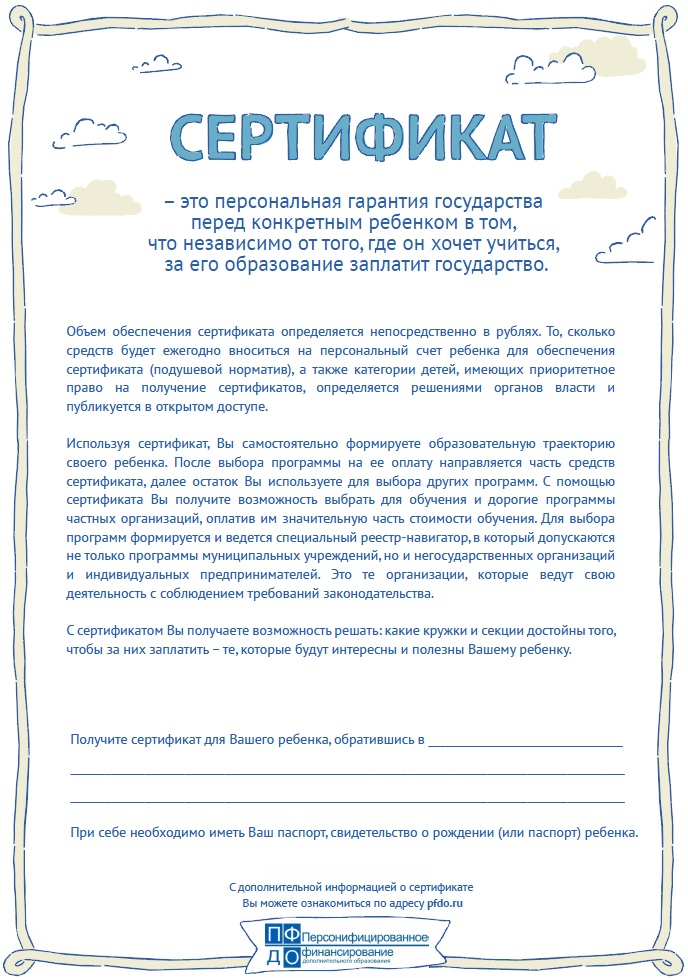 СЕРТИФИКАТ
– это персональная гарантия государства
перед конкретным ребенком в том,
что независимо от того, где он хочет учиться,
за его образование заплатит государство.
Объем обеспечения сертификата определяется непосредственно в рублях. То, сколько
средств будет ежегодно вноситься на персональный счет ребенка для обеспечения
сертификата (подушевой норматив), а также категории детей, имеющих приоритетное
право на получение сертификатов, определяется решениями органов власти и
публикуется в открытом доступе.
Используя сертификат, Вы самостоятельно формируете образовательную траекторию
своего ребенка. После выбора программы на ее оплату направляется часть средств
сертификата, далее остаток Вы используете для выбора других программ. С помощью
сертификата Вы получите возможность выбрать для обучения и дорогие программы
частных организаций, оплатив им значительную часть стоимости обучения. Для выбора
программ формируется и ведется специальный реестр-навигатор, в который допускаются
не только программы муниципальных учреждений, но и негосударственных организаций
и индивидуальных предпринимателей. Это те организации, которые ведут свою
деятельность с соблюдением требований законодательства.
С сертификатом Вы получаете возможность решать: какие кружки и секции достойны того,
чтобы за них заплатить – те, которые будут интересны и полезны Вашему ребенку.
Получите сертификат для Вашего ребенка, обратившись в ____________________________
При себе необходимо иметь Ваш паспорт, свидетельство о рождении (или паспорт) ребенка.
С дополнительной информацией о сертификате
Вы можете ознакомиться по адресу pfdo.ru
ПФ
ДО
Персонифицированное
финансирование
дополнительного образования